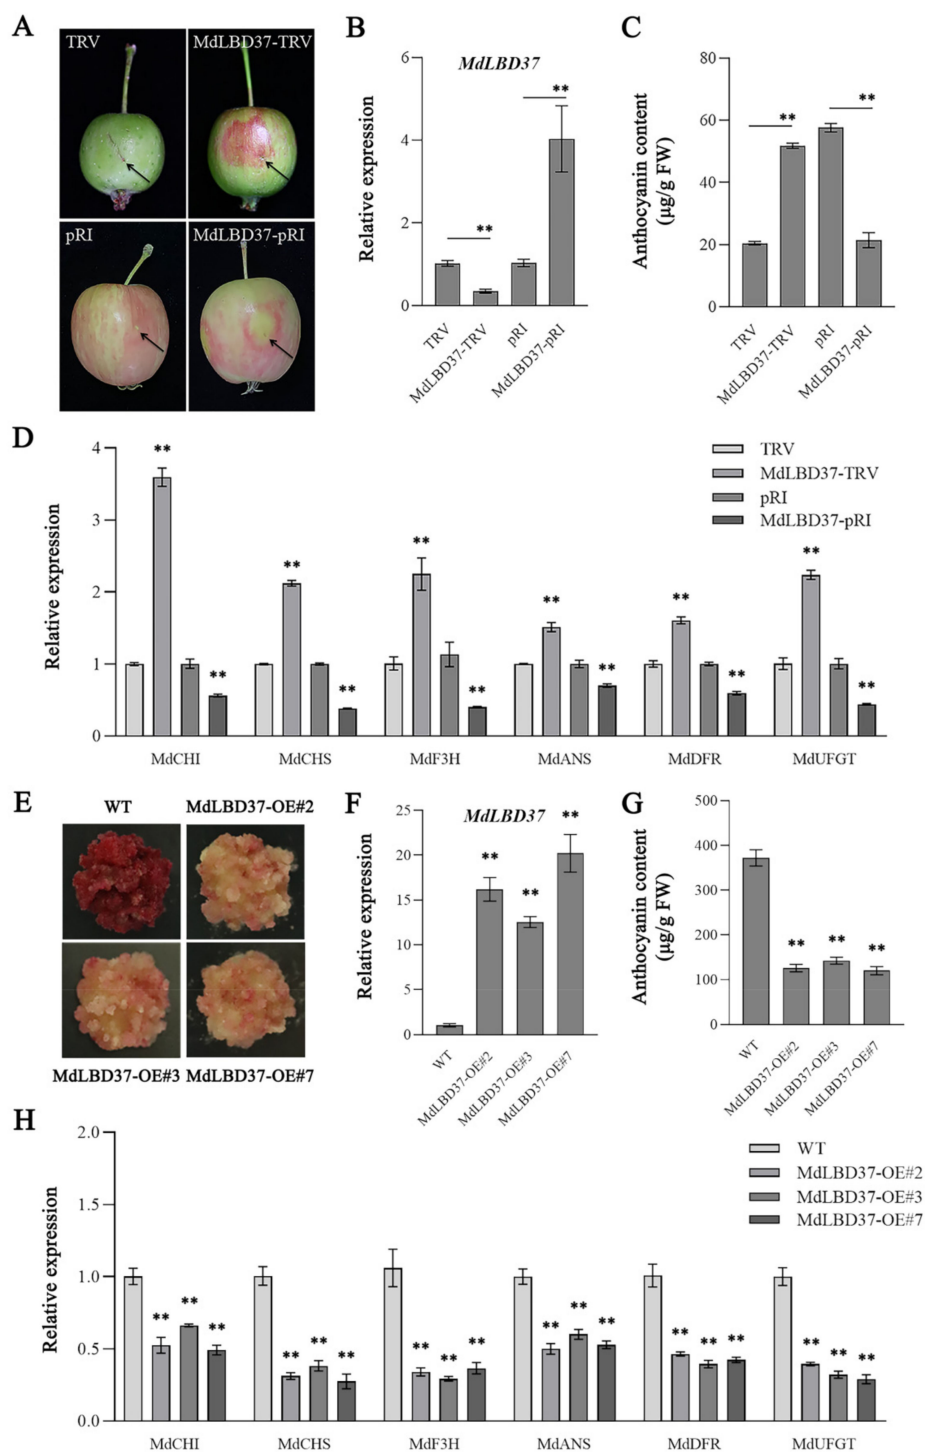 A
TRV
MdLBD37-TRV
pRI
MdLBD37-pRI
B
MdLBD37
Relative expression
6
4
2
0
**
**
TRV
MdLBD37-TRV
pRI
MdLBD37-pRI
C
Anthocyanin content
(μg/g FW)
80
60
40
20
0
**
**
TRV
MdLBD37-TRV
pRI
MdLBD37-pRI
D
Relative expression
4
3
2
1
0
TRV
MdLBD37-TRV
pRI
MdLBD37-pRI
** ** ** ** ** **
** ** ** ** ** **
MdCHI MdCHS MdF3H MdANS MdDFR MdUFGT
E
WT MdLBD37-OE#2
MdLBD37-OE#3 MdLBD37-OE#7
F
MdLBD37
Relative expression
25
20
15
10
5
0
** ** **
WT
MdLBD37-OE#2
MdLBD37-OE#3
MdLBD37-OE#7
G
Anthocyanin content
(μg/g FW)
500
400
300
200
100
0
** ** **
WT
MdLBD37-OE#2
MdLBD37-OE#3
MdLBD37-OE#7
H
Relative expression
2.0
1.5
1.0
0.5
0.0
WT
MdLBD37-OE#2
MdLBD37-OE#3
MdLBD37-OE#7
** ** ** ** ** ** ** ** ** ** ** ** ** ** ** ** ** **
MdCHI MdCHS MdF3H MdANS MdDFR MdUFGT